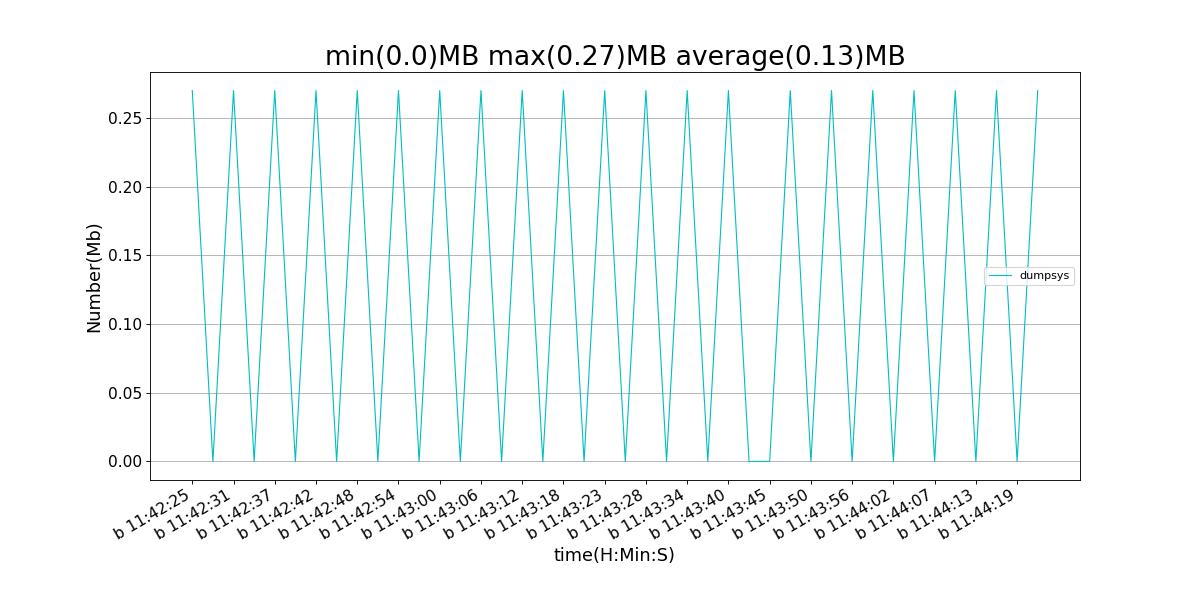 min(0.0)MB max(0.27)MB average(0.13)MB
0.25
0.20
0.15
0.10
0.05
0.00
Number(Mb)
dumpsys
b 11:42:25
b 11:42:31
b 11:42:37
b 11:42:42
b 11:42:48
b 11:42:54
b 11:43:00
b 11:43:06
b 11:43:12
b 11:43:18
b 11:43:23
b 11:43:28
b 11:43:34
b 11:43:40
b 11:43:45
b 11:43:50
b 11:43:56
b 11:44:02
b 11:44:07
b 11:44:13
b 11:44:19
time(H:Min:S)